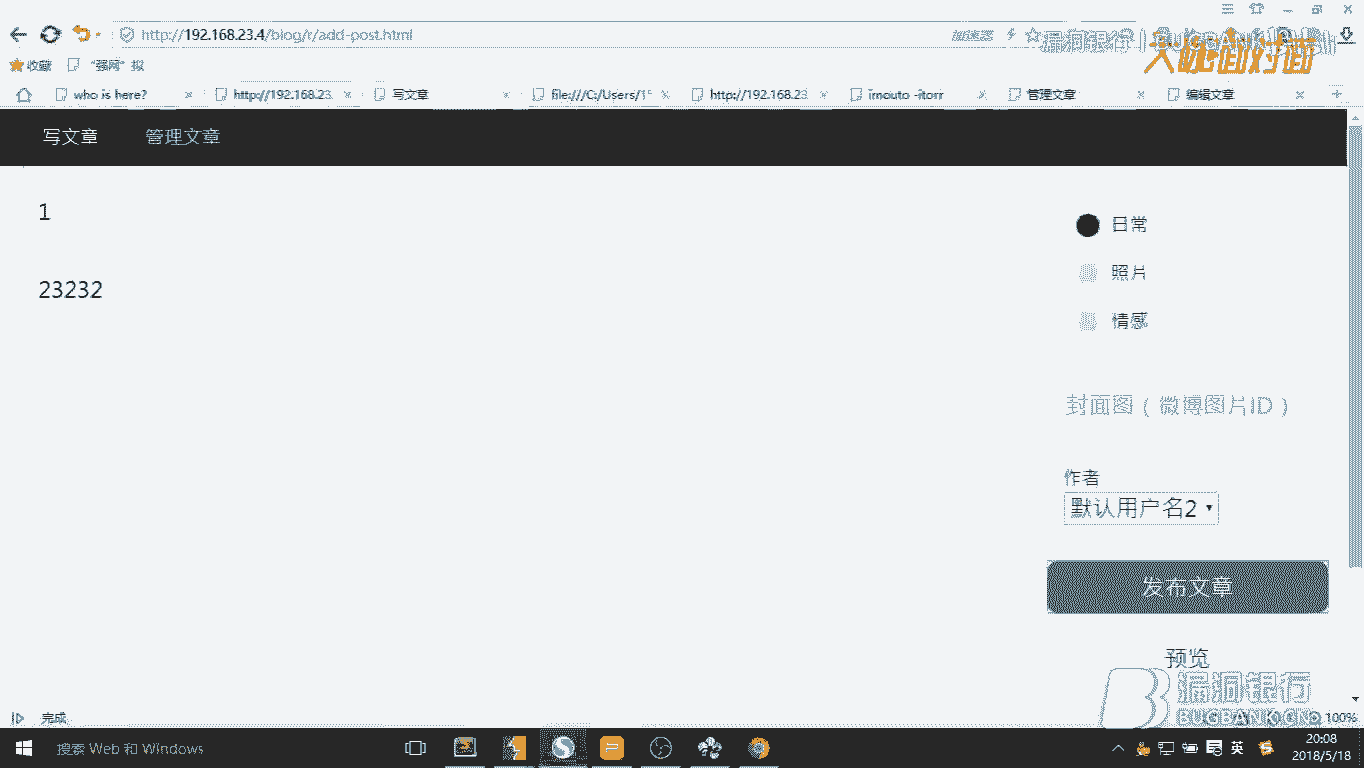 http://192.168.23.4/blog/r/add-post.html
加速器
漏洞银行 | BUGBANK
大咖面对面
收藏 "强网" 拟
who is here? http://192.168.23. 写文章 file:///C:/Users/1 http://192.168.23 imouto -itorr 管理文章 编辑文章
写文章 管理文章
1
日常
照片
23232
情感
封面图（微博图片ID）
作者
默认用户名2
发布文章
预览
漏洞银行
BUGBANK.CN
完成
100%
搜索 Web 和 Windows
英
20:08
2018/5/18